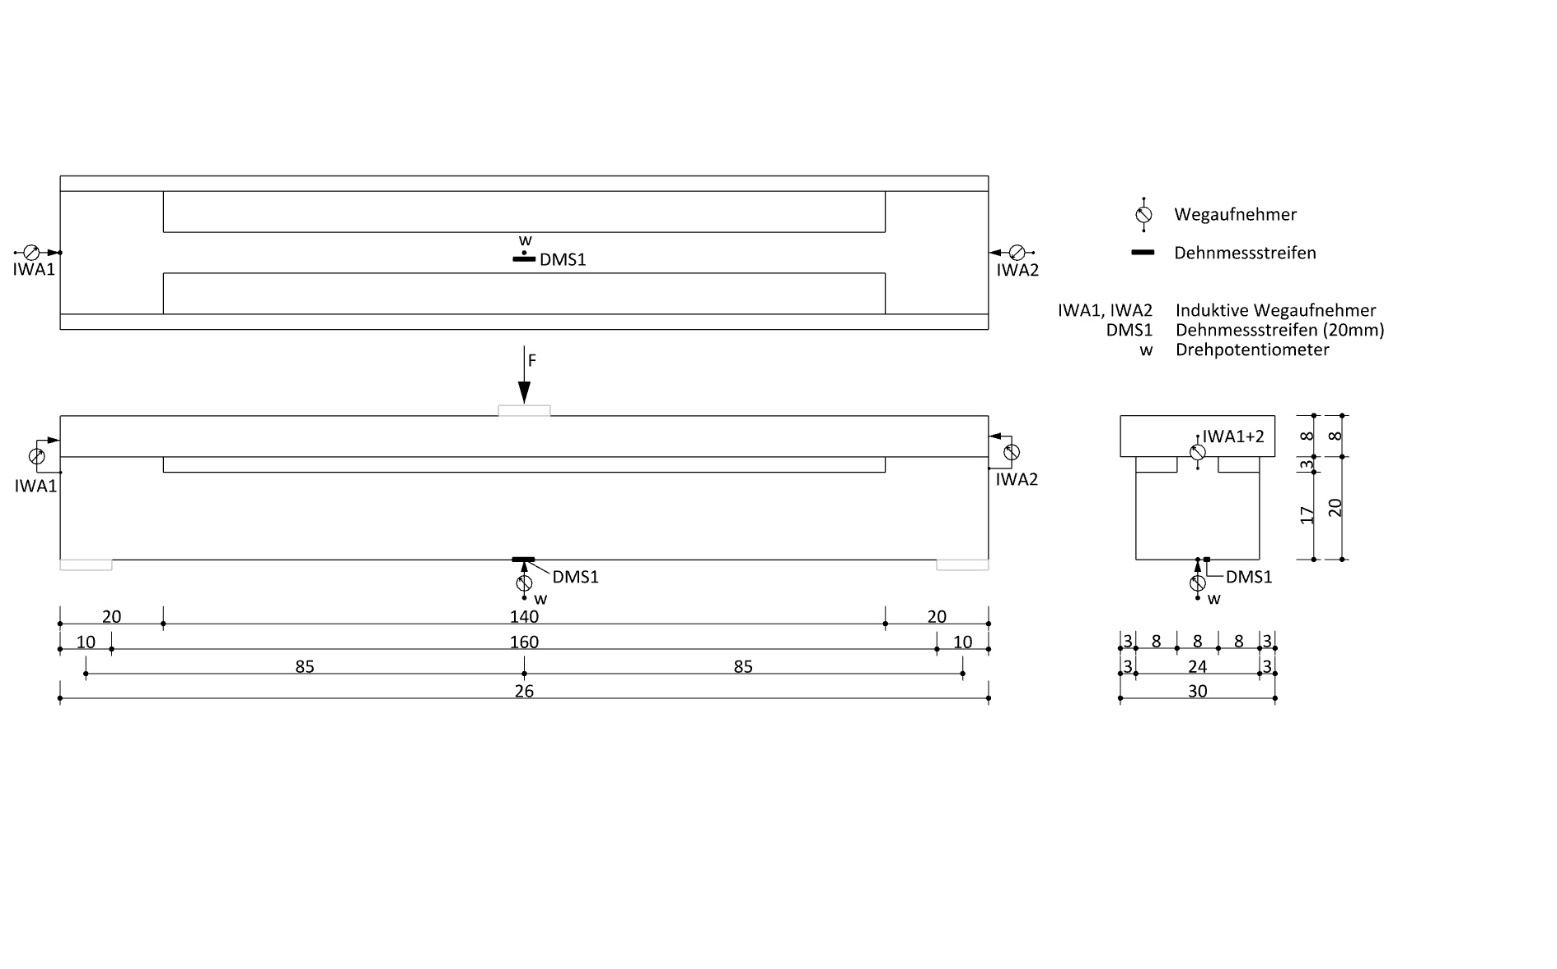 IWA1
w
DMS1
IWA2
Wegaufnehmer
Dehnmessstreifen
IWA1, IWA2 Induktive Wegaufnehmer
DMS1 Dehnmessstreifen (20mm)
w Drehpotentiometer
F
IWA1
IWA2
DMS1
w
20 140 20
10 160 10
85 85
26
IWA1+2
8 8
3
17 20
DMS1
w
3 8 8 8 3
3 24 3
30